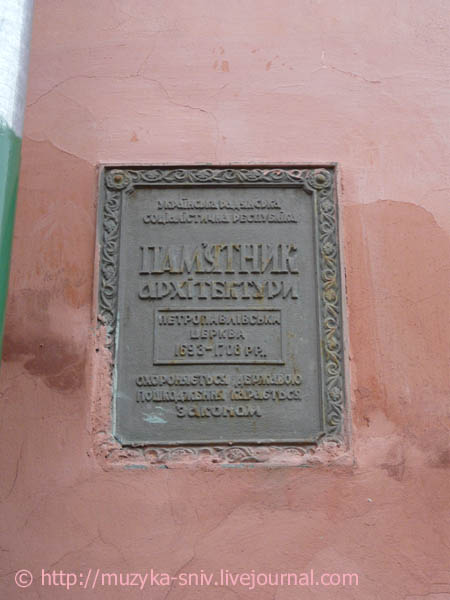 УКРАЇНСЬКА РАДЯНСЬКА
СОЦІАЛІСТИЧНА РЕСПУБЛІКА
ПАМ'ЯТНИК
АРХІТЕКТУРИ
ПЕТРОПАВЛІВСЬКА
ЦЕРКВА
1693-1708 РР.
ОХОРОНЯЄТЬСЯ ДЕРЖАВОЮ
ПОШКОДЖЕННЯ КАРАЄТЬСЯ
ЗАКОНОМ
© http://muzyka-sniv.livejournal.com